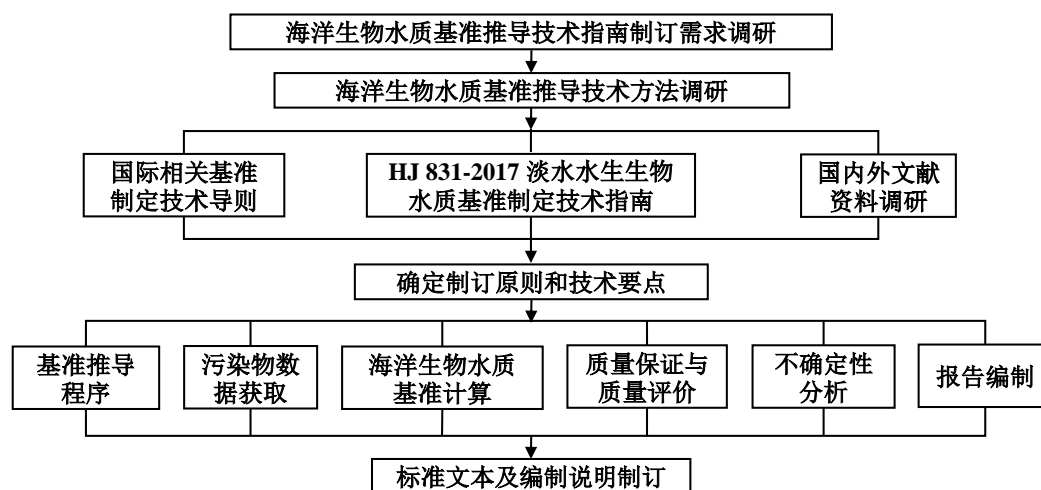 海洋生物水质基准推导技术指南制订需求调研
海洋生物水质基准推导技术方法调研
国际相关基准
制定技术导则
HJ 831-2017 淡水水生生物
水质基准制定技术指南
国内外文献
资料调研
确定制订原则和技术要点
基准推导
程序
污染物数
据获取
海洋生物水质
基准计算
质量保证与
质量评价
不确定性
分析
报告编制
标准文本及编制说明制订